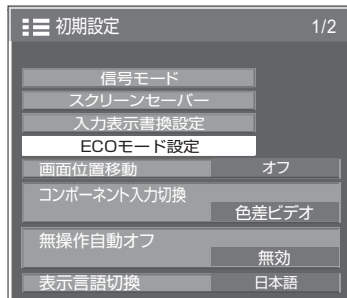 初期設定 1/2
信号モード
スクリーンセーバー
入力表示書換設定
ECOモード設定
画面位置移動 オフ
コンポーネント入力切換
色差ビデオ
無操作自動オフ
無効
表示言語切換 日本語